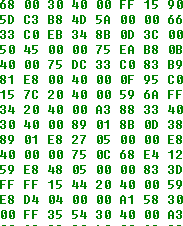 68 00 30 40 00 FF 15 90
5D C3 B8 4D 5A 00 00 66
33 C0 EB 34 8B 0D 3C 00
50 45 00 00 75 EA B8 0B
40 00 75 DC 33 C0 83 B9
81 E8 00 40 00 0F 95 C0
15 7C 20 40 00 59 6A FF
34 20 40 00 A3 88 33 40
30 40 00 89 01 8B 0D 38
89 01 E8 27 05 00 00 E8
40 00 00 75 0C 68 E4 12
59 E8 48 05 00 00 83 3D
FF FF 15 44 20 40 00 59
E8 D4 04 00 00 A1 58 30
00 FF 35 54 30 40 00 A3